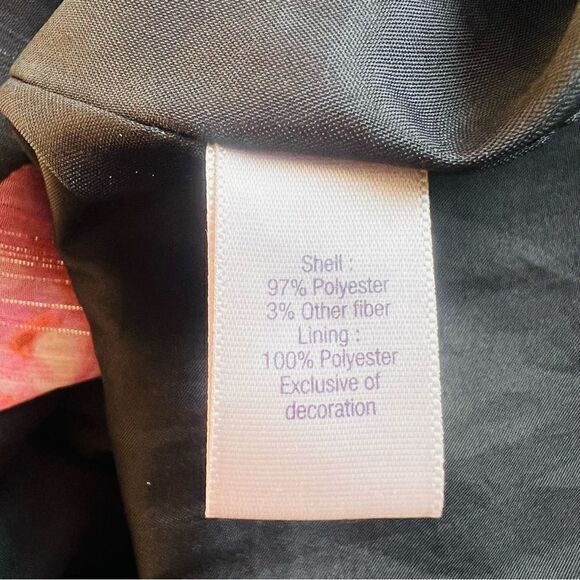 Shell :
97% Polyester
3% Other fiber
Lining :
100% Polyester
Exclusive of
decoration